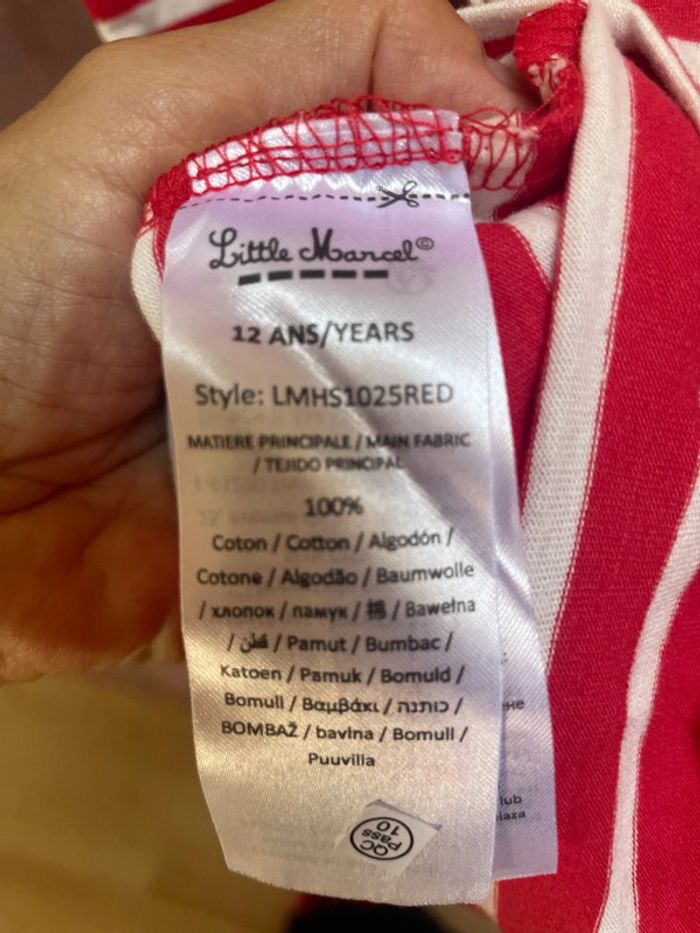 Little Marcel©
12 ANS/YEARS
Style: LMHS1025RED
MATIERE PRINCIPALE / MAIN FABRIC
/ TEJIDO PRINCIPAL
100%
Coton / Cotton / Algodón /
Cotone / Algodão / Baumwolle
/ хлопок / памук / 棉 / Bawełna
/ قطن / Pamut / Bumbac /
Katoen / Pamuk / Bomuld /
Bomull / Βαμβάκι / כותנה /
BOMBAŽ / bavlna / Bomull /
Puuvilla
QC
Pass
10